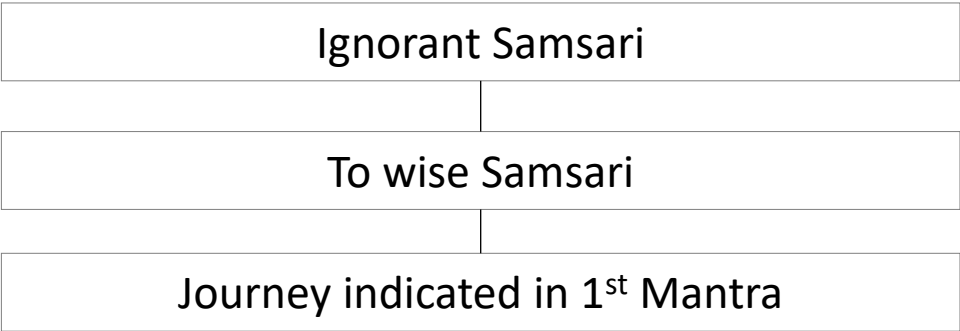 Ignorant Samsari
To wise Samsari
Journey indicated in 1st Mantra